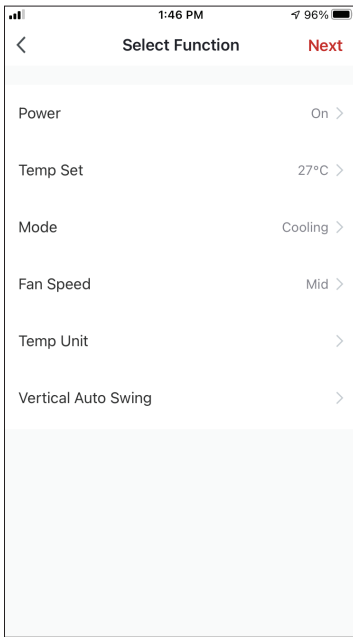 1:46 PM 96%
Select Function Next
Power On
Temp Set 27°C
Mode Cooling
Fan Speed Mid
Temp Unit
Vertical Auto Swing